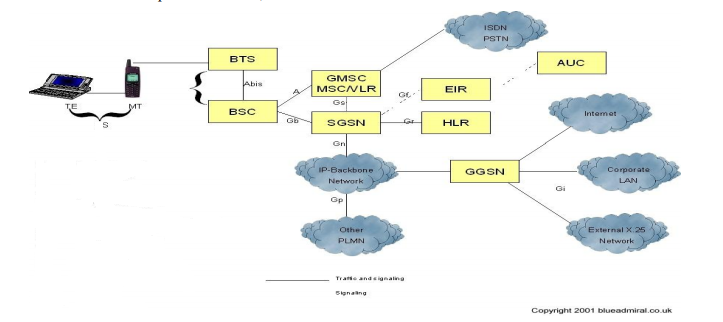 ISDN
PSTN
BTS
AUC
GMSC
MSC/VLR
EIR
Abis
A
Gf
TE
MT
BSC
Gs
S
Gb
SGSN
Gr
HLR
Internet
Gn
IP-Backbone
Network
GGSN
Corporate
LAN
Gi
Gp
Other
PLMN
External X.25
Network
Traffic and signaling
Signaling
Copyright 2001 blueadmiral.co.uk